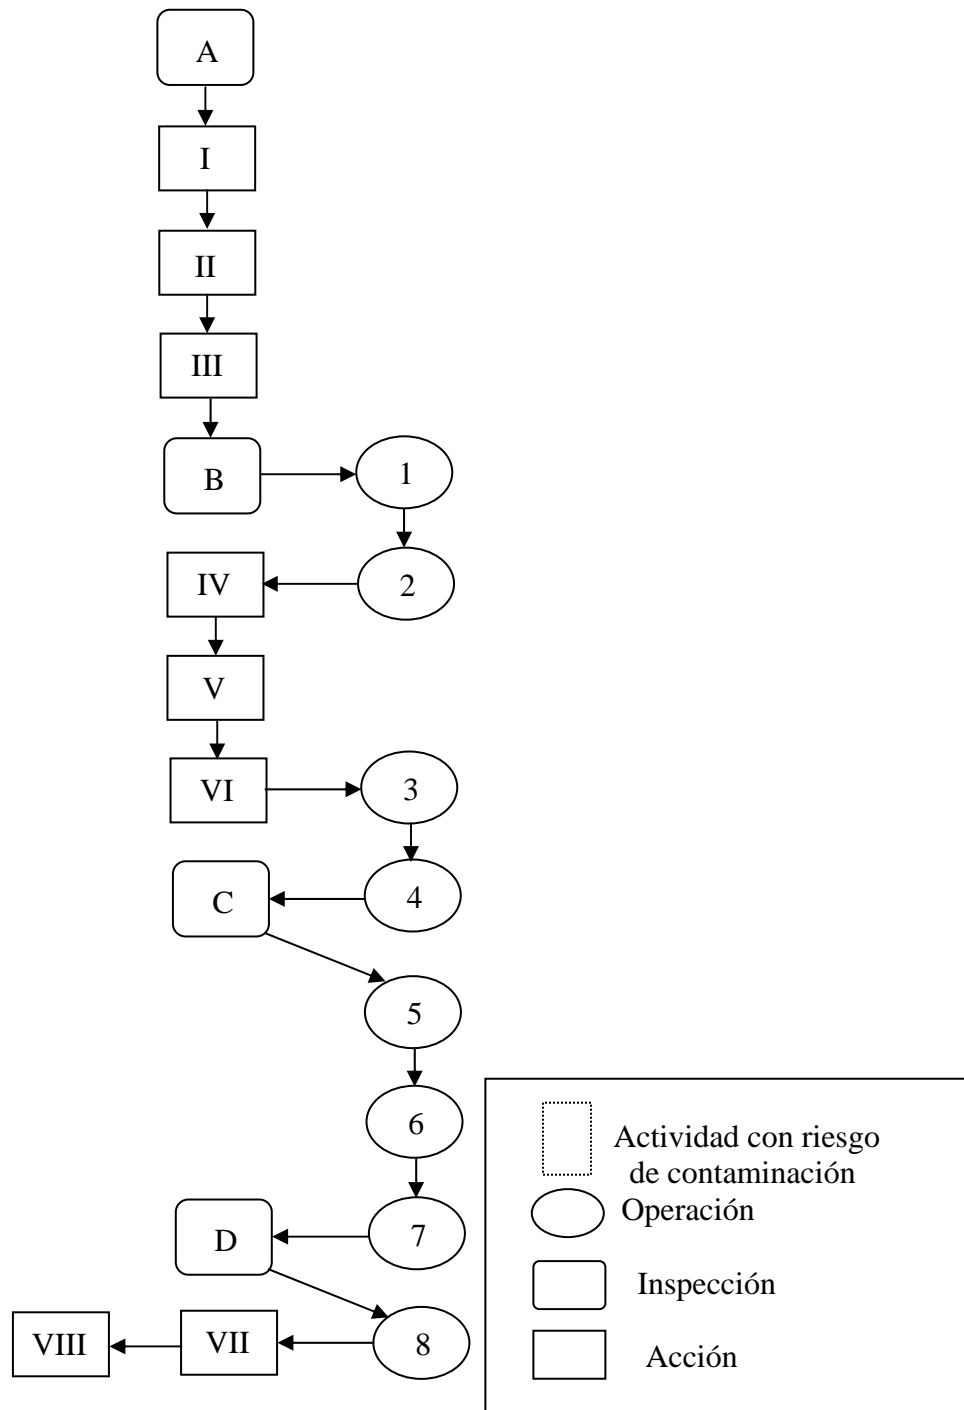 A
I
II
III
B
1
IV
2
V
VI
3
C
4
5
6
D
7
VIII
VII
8
Actividad con riesgo
de contaminación
Operación
Inspección
Acción